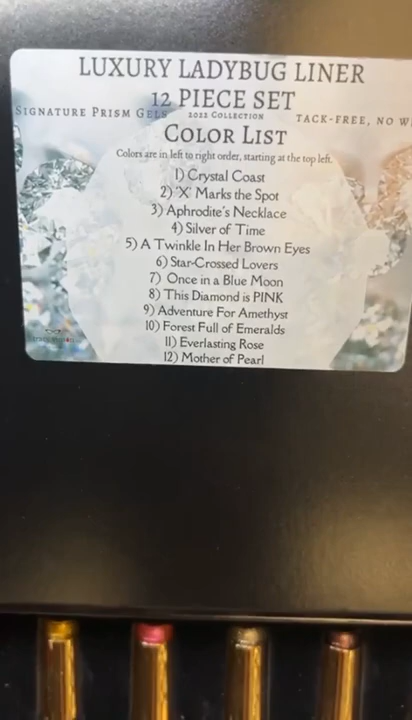 LUXURY LADYBUG LINER
12 PIECE SET
SIGNATURE PRISM GELS 2022 COLLECTION TACK-FREE, NO W
COLOR LIST
Colors are in left to right order, starting at the top left.
1) Crystal Coast
2) 'X' Marks the Spot
3) Aphrodite's Necklace
4) Silver of Time
5) A Twinkle In Her Brown Eyes
6) Star-Crossed Lovers
7) Once in a Blue Moon
8) This Diamond is PINK
9) Adventure For Amethyst
10) Forest Full of Emeralds
11) Everlasting Rose
12) Mother of Pearl